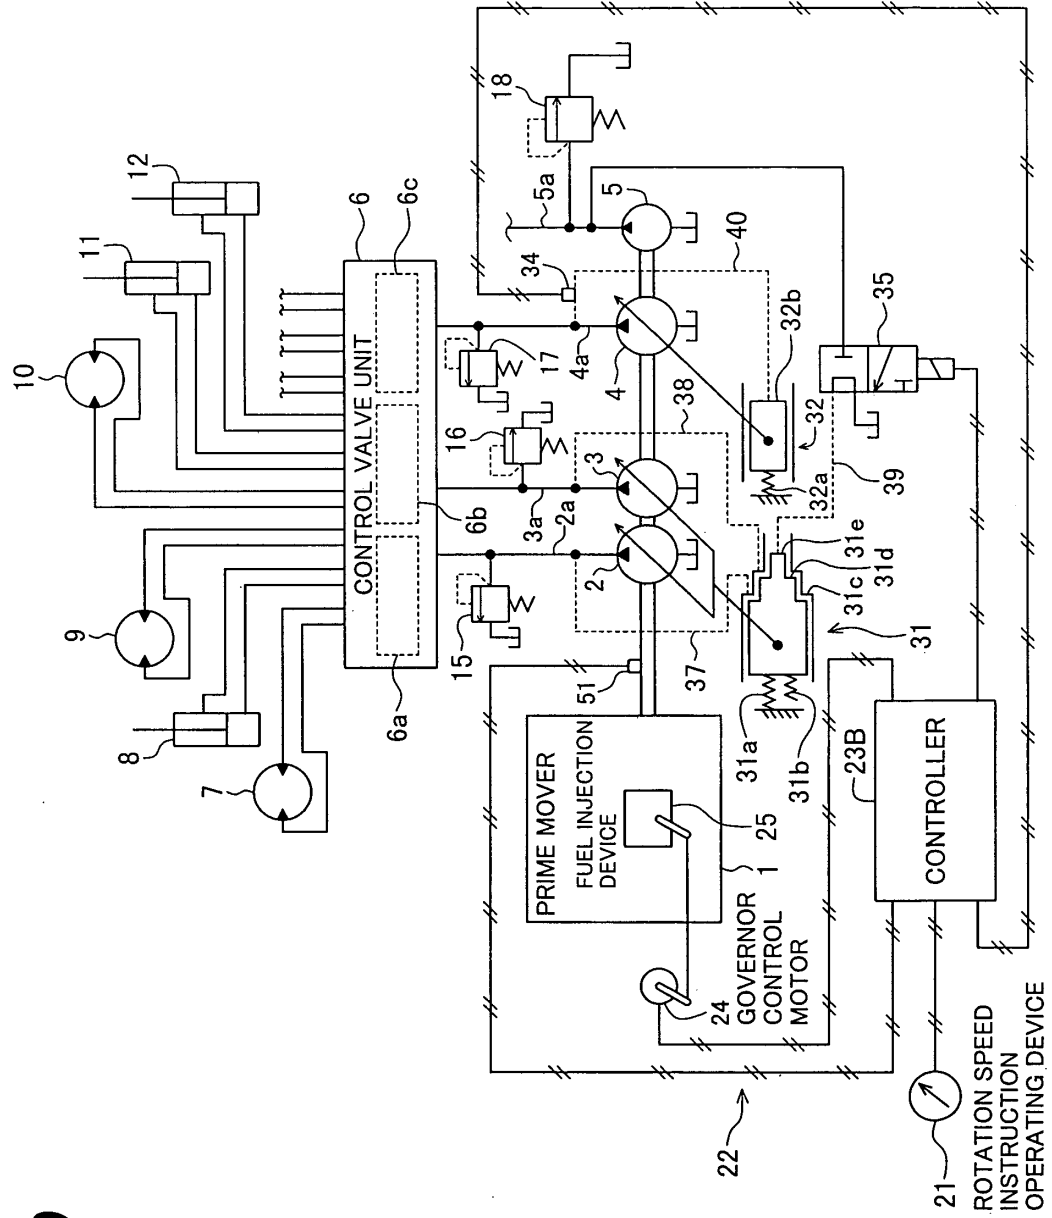 7
8
9
10
11
12
CONTROL VALVE UNIT
6
6a
6b
6c
15
16
17
18
2a
3a
4a
5a
2
3
4
5
34
51
37
38
40
PRIME MOVER
FUEL INJECTION
DEVICE
25
1
GOVERNOR
CONTROL
MOTOR
24
31a
31b
31c
31d
31e
31
32a
32b
32
39
35
22
23B
CONTROLLER
21
ROTATION SPEED
INSTRUCTION
OPERATING DEVICE